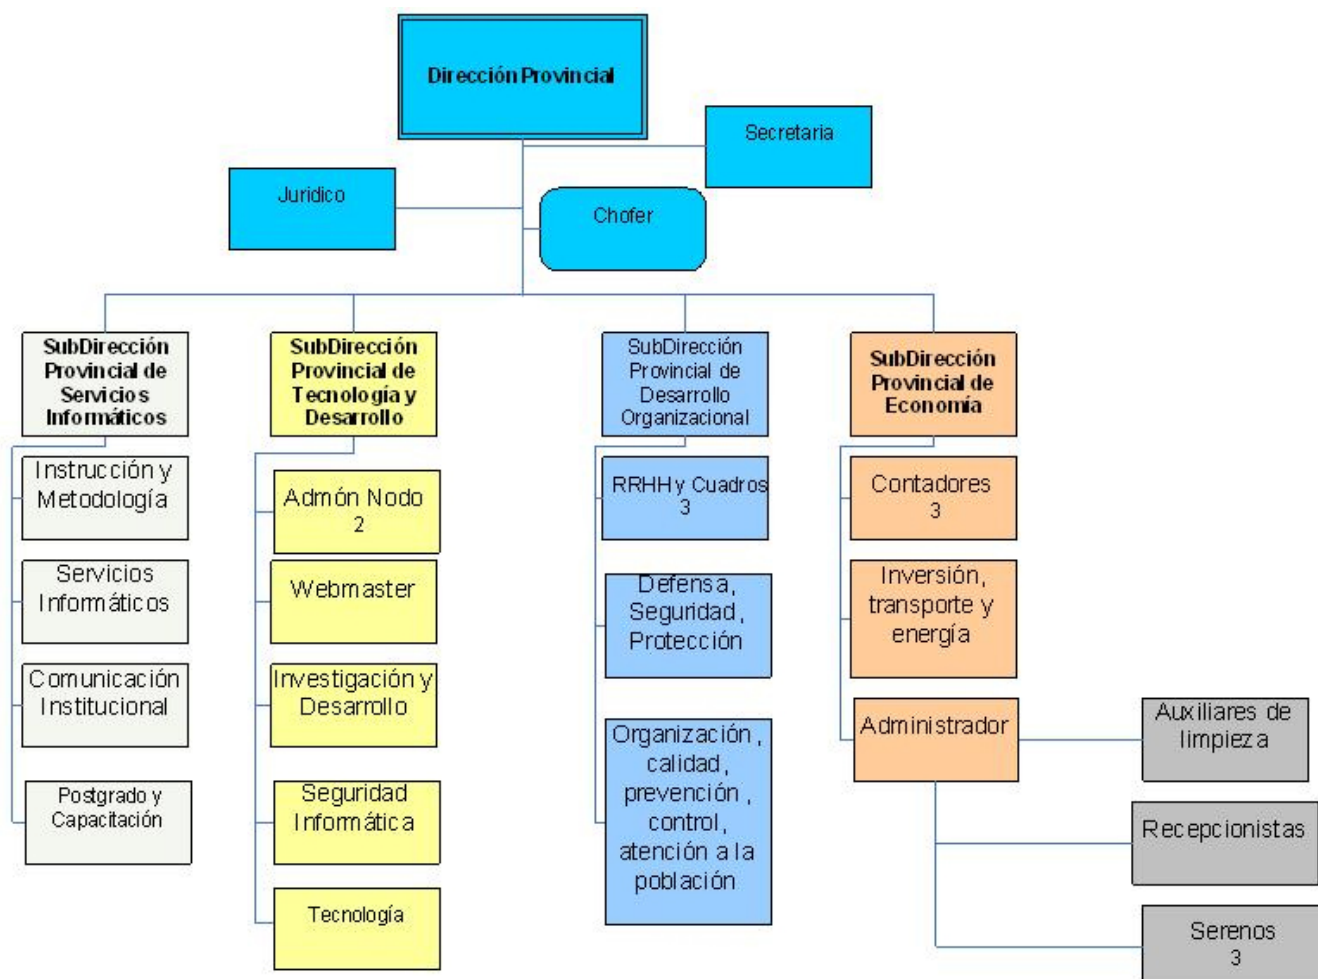 Dirección Provincial
Secretaria
Juridico
Chofer
SubDirección
Provincial de
Servicios
Informáticos
SubDirección
Provincial de
Tecnología y
Desarrollo
SubDirección
Provincial de
Desarrollo
Organizacional
SubDirección
Provincial de
Economía
Instrucción y
Metodología
Servicios
Informáticos
Comunicación
Institucional
Postgrado y
Capacitación
Admón Nodo
2
Webmaster
Investigación y
Desarrollo
Seguridad
Informática
Tecnología
RRHH y Cuadros
3
Defensa,
Seguridad,
Protección
Organización,
calidad,
prevención,
control,
atención a la
población
Contadores
3
Inversión,
transporte y
energía
Administrador
Auxiliares de
limpieza
Recepcionistas
Serenos
3